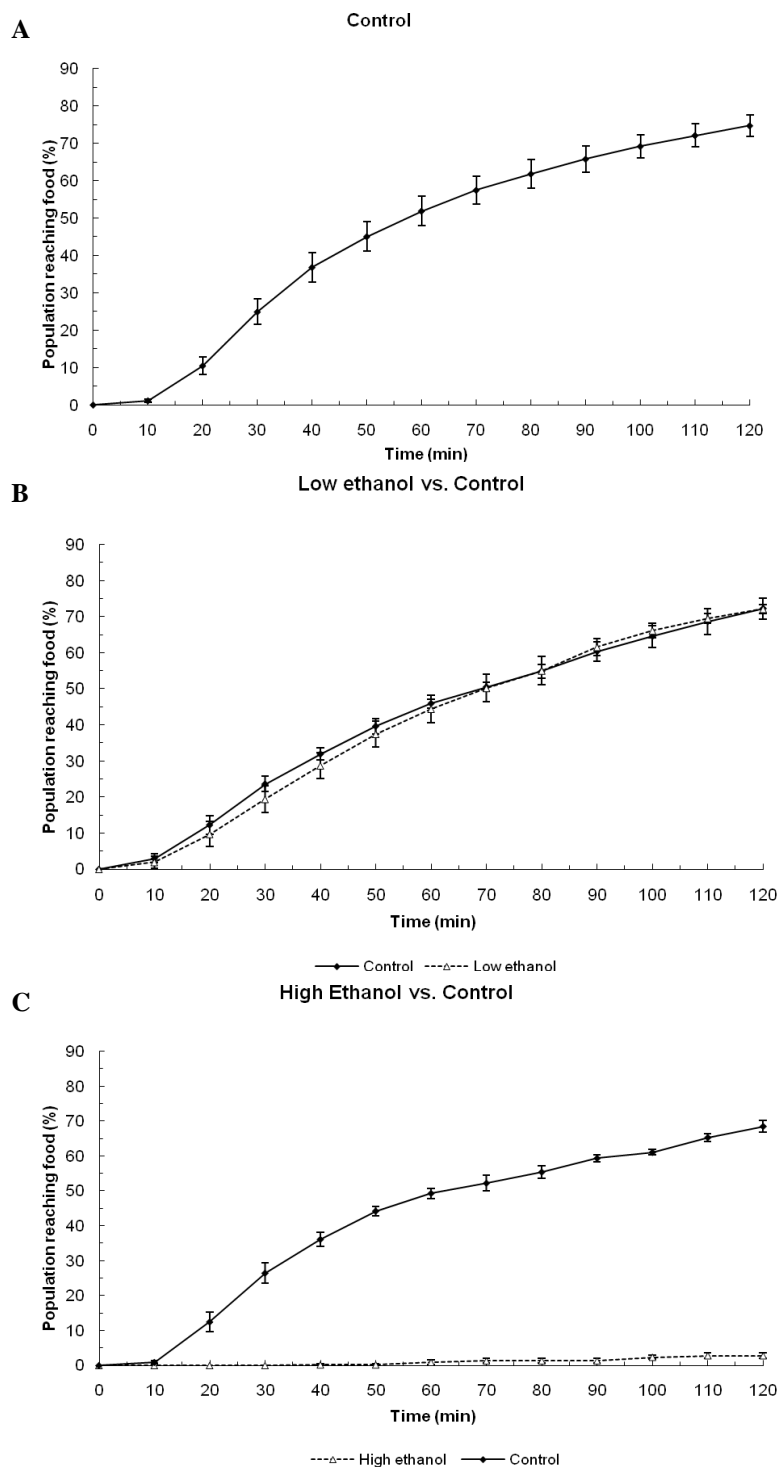 A
Control
Population reaching food (%)
90
80
70
60
50
40
30
20
10
0
0 10 20 30 40 50 60 70 80 90 100 110 120
Time (min)
B
Low ethanol vs. Control
Population reaching food (%)
90
80
70
60
50
40
30
20
10
0
0 10 20 30 40 50 60 70 80 90 100 110 120
Time (min)
Control Low ethanol
C
High Ethanol vs. Control
Population reaching food (%)
90
80
70
60
50
40
30
20
10
0
0 10 20 30 40 50 60 70 80 90 100 110 120
Time (min)
High ethanol Control